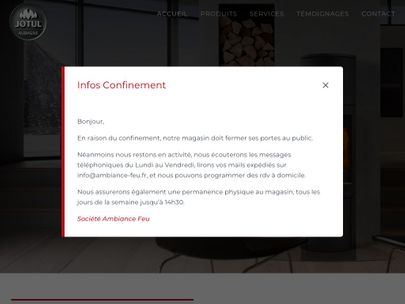 JØTUL
AUBAGNE
ACCUEIL PRODUITS SERVICES TÉMOIGNAGES CONTACT
Infos Confinement
×
Bonjour,
En raison du confinement, notre magasin doit fermer ses portes au public.
Néanmoins nous restons en activité, nous écouterons les messages
téléphoniques du Lundi au Vendredi, lirons vos mails expédiés sur
info@ambiance-feu.fr, et nous pouvons programmer des rdv à domicile.
Nous assurerons également une permanence physique au magasin, tous les
jours de la semaine jusqu'à 14h30.
Société Ambiance Feu